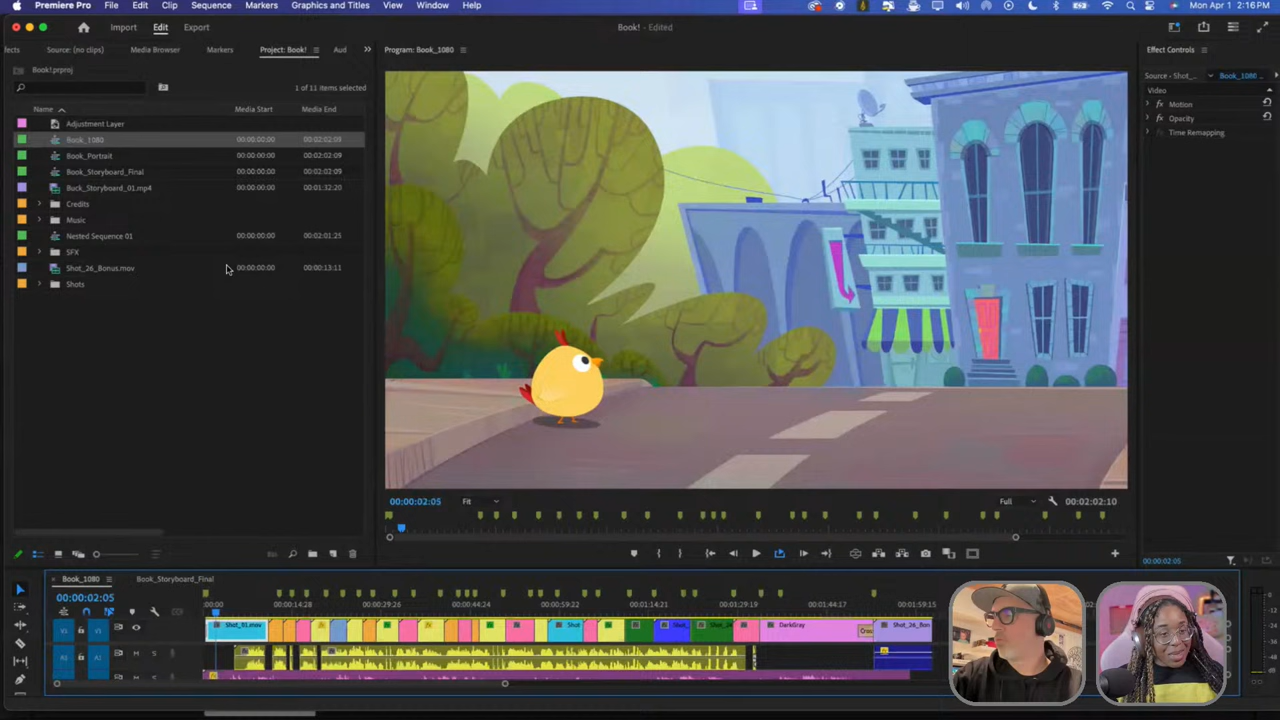 Premiere Pro File Edit Clip Sequence Markers Graphics and Titles View Window Help Mon Apr 1 2:16 PM
Import Edit Export Book! - Edited
Source: (no clips) Media Browser Markers Project: Book! Aud Program: Book_1080 Effect Controls
Book!.prproj
1 of 11 items selected
Source - Shot_... Book_1080...
Video
fx Motion
fx Opacity
Time Remapping
Name Media Start Media End
Adjustment Layer
Book_1080 00:00:00:00 00:02:02:09
Book_Portrait 00:00:00:00 00:02:02:09
Book_Storyboard_Final 00:00:00:00 00:02:02:09
Buck_Storyboard_01.mp4 00:00:00:00 00:01:32:20
Credits
Music
Nested Sequence 01 00:00:00:00 00:02:01:25
SFX
Shot_26_Bonus.mov 00:00:00:00 00:00:13:11
Shots
00:00:02:05 Fit Full 00:02:02:10
00:00:02:05
Book_1080 Book_Storyboard_Final
00:00:02:05
:00:00 00:00:14:28 00:00:29:26 00:00:44:24 00:00:59:22 00:01:14:21 00:01:29:19 00:01:44:17 00:01:59:15
Shot_01.mov Shot DarkGray Shot_26_Bon
M S
M S